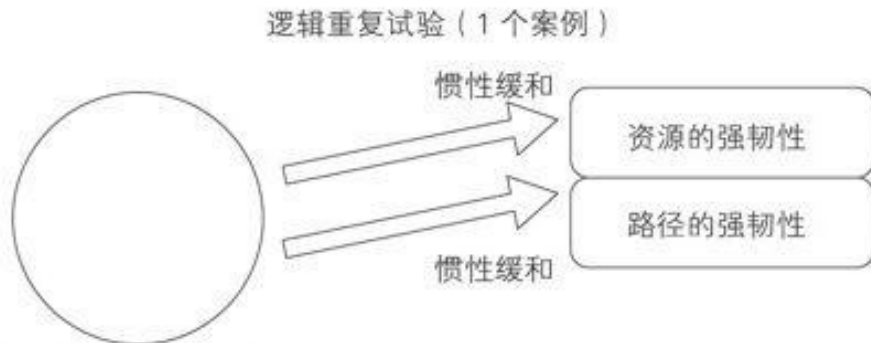 逻辑重复试验（1个案例）
惯性缓和
资源的强韧性
路径的强韧性
惯性缓和